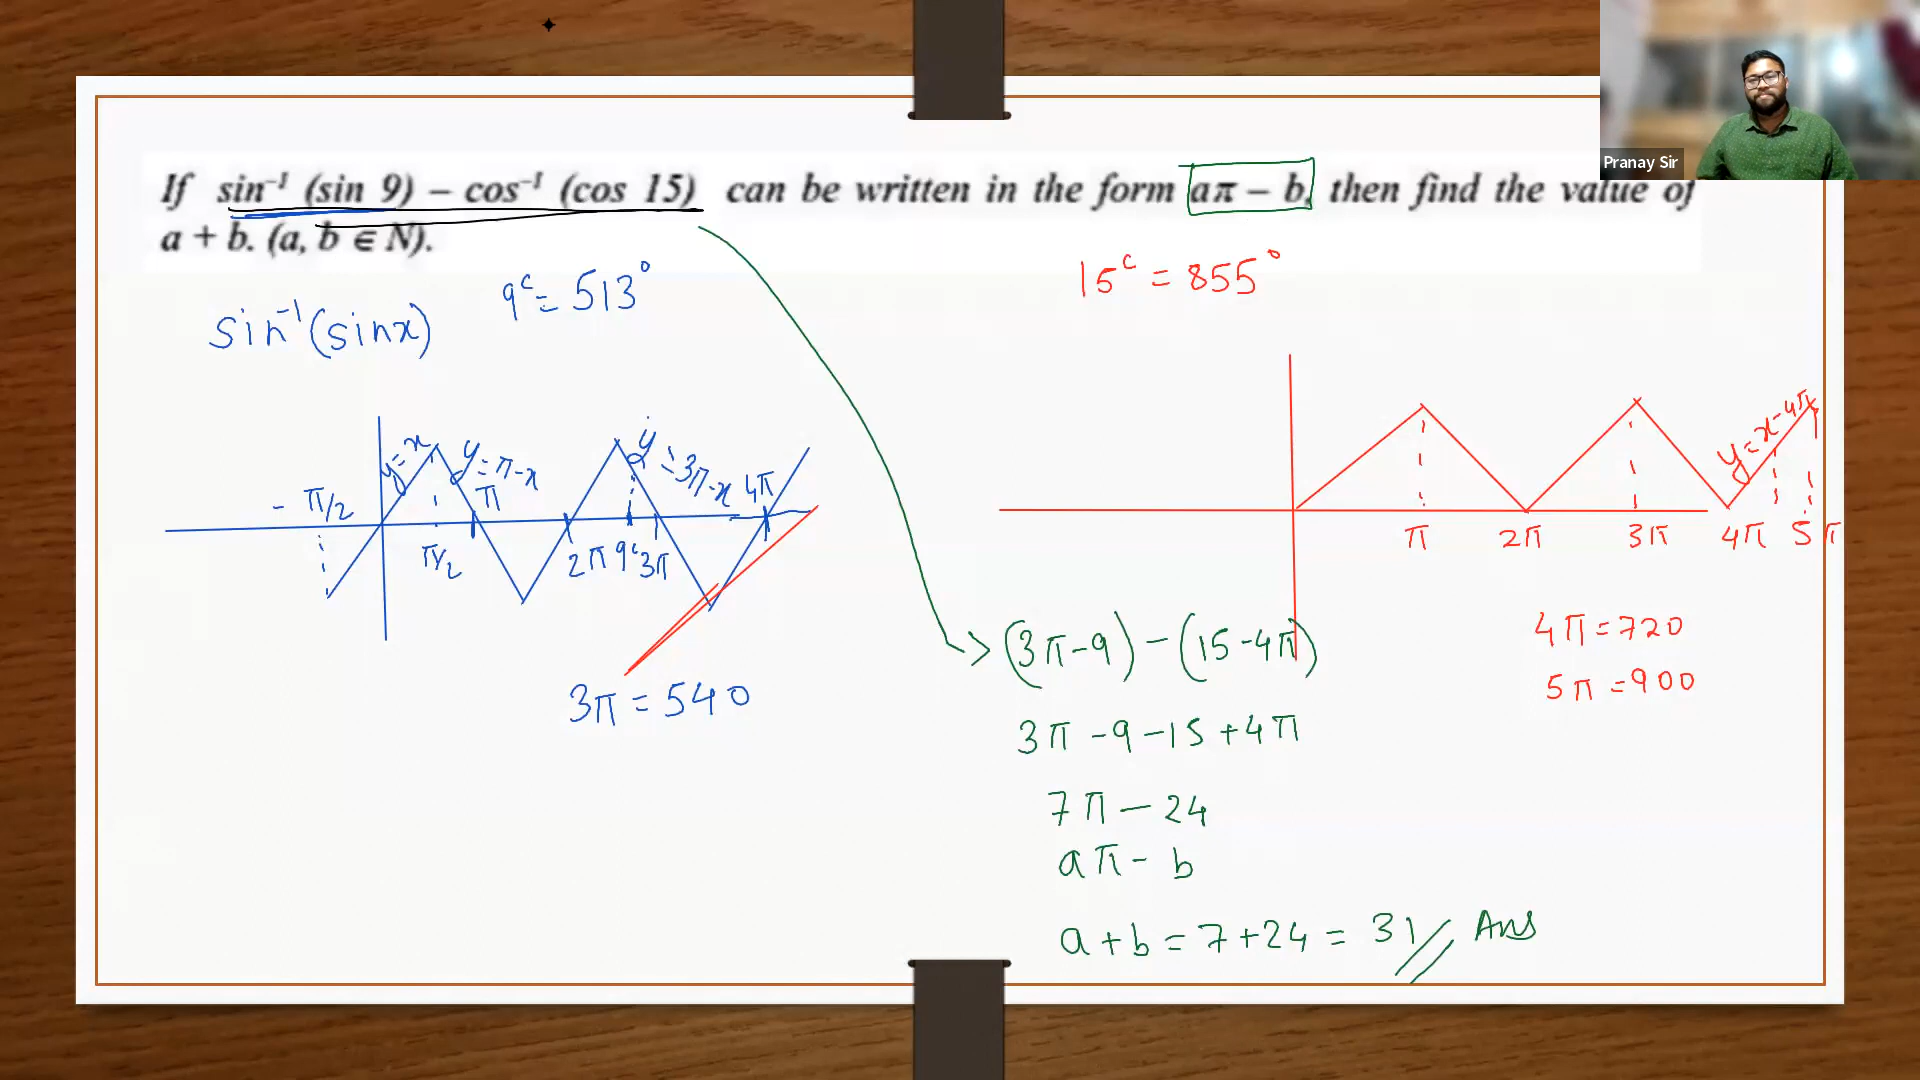 If sin⁻¹ (sin 9) – cos⁻¹ (cos 15) can be written in the form aπ – b, then find the value of
a + b. (a, b ∈ N).
Pranay Sir
sin⁻¹(sinx)
9ᶜ = 513°
15ᶜ = 855°
y=x
y=π-x
y=3π-x
- π/2
π/2
π
2π
9ᶜ
3π
4π
3π = 540
y=x-4π
π
2π
3π
4π
5π
4π = 720
5π = 900
(3π-9) - (15-4π)
3π - 9 - 15 + 4π
7π - 24
aπ - b
a + b = 7 + 24 = 31 Ans